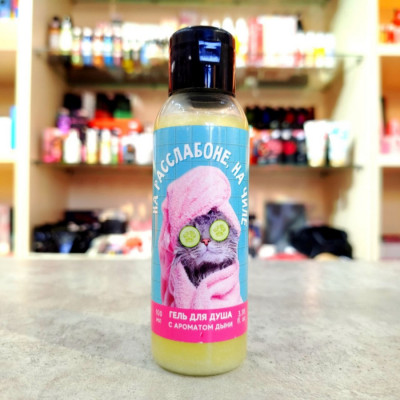 НА РАССЛАБОНЕ, НА ЧИЛЕ
ГЕЛЬ ДЛЯ ДУША
С АРОМАТОМ ДЫНИ